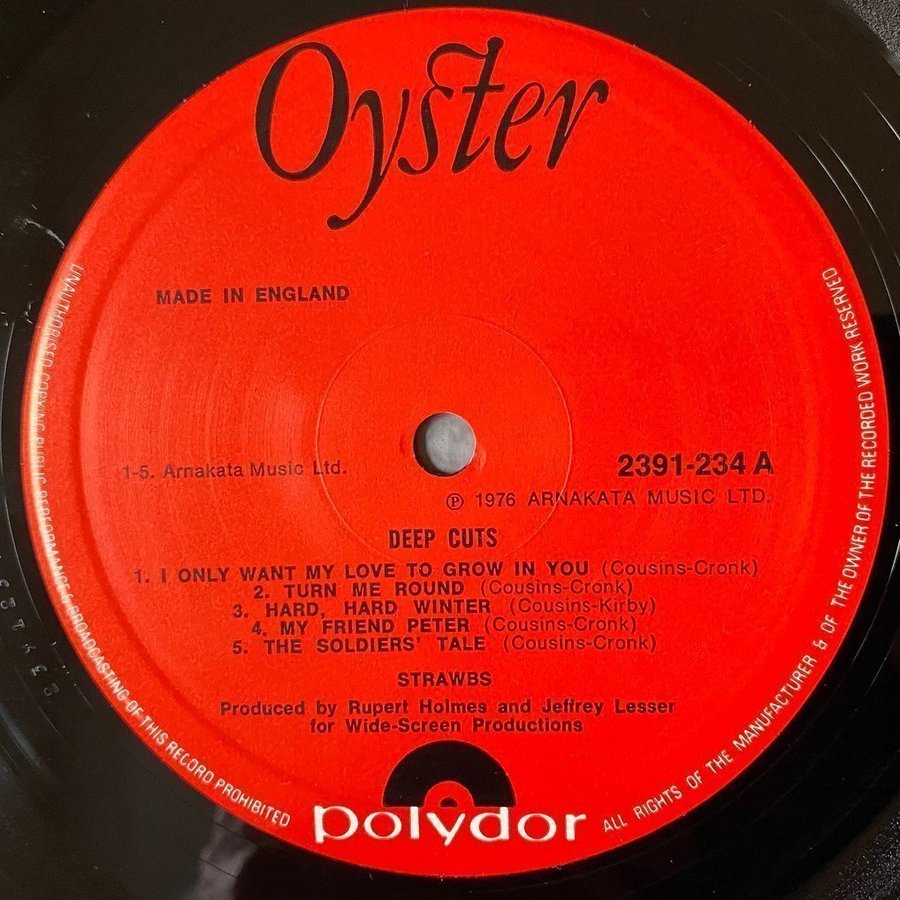 Oyster
MADE IN ENGLAND
1-5. Arnakata Music Ltd.
2391-234 A
℗ 1976 ARNAKATA MUSIC LTD.
DEEP CUTS
1. I ONLY WANT MY LOVE TO GROW IN YOU (Cousins-Cronk)
2. TURN ME ROUND (Cousins-Cronk)
3. HARD, HARD WINTER (Cousins-Kirby)
4. MY FRIEND PETER (Cousins-Cronk)
5. THE SOLDIERS' TALE (Cousins-Cronk)
STRAWBS
Produced by Rupert Holmes and Jeffrey Lesser
for Wide-Screen Productions
polydor
UNAUTHORISED COPYING PUBLIC PERFORMANCE & BROADCASTING OF THIS RECORD PROHIBITED
ALL RIGHTS OF THE MANUFACTURER & OF THE OWNER OF THE RECORDED WORK RESERVED